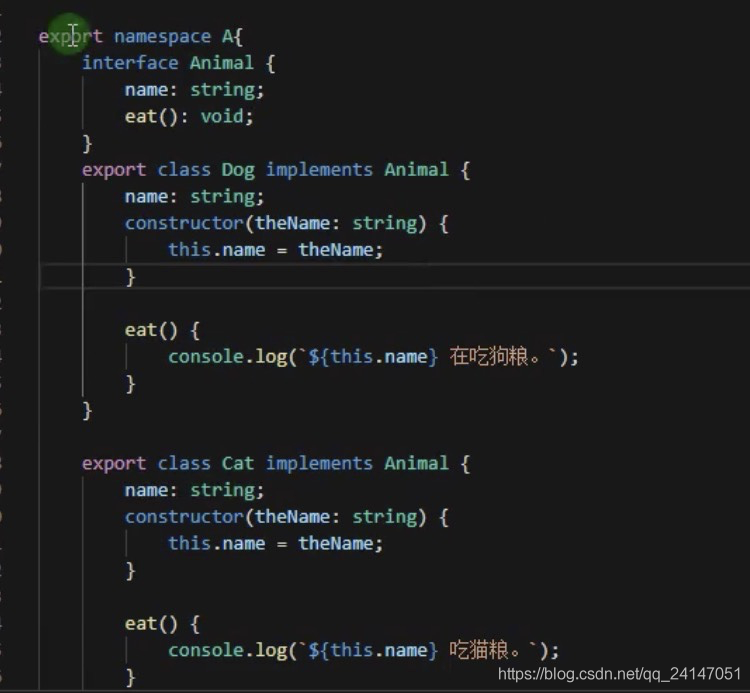 export namespace A{
    interface Animal {
        name: string;
        eat(): void;
    }
    export class Dog implements Animal {
        name: string;
        constructor(theName: string) {
            this.name = theName;
        }

        eat() {
            console.log(`${this.name} 在吃狗粮。`);
        }
    }

    export class Cat implements Animal {
        name: string;
        constructor(theName: string) {
            this.name = theName;
        }

        eat() {
            console.log(`${this.name} 吃猫粮。`);
        }
https://blog.csdn.net/qq_24147051